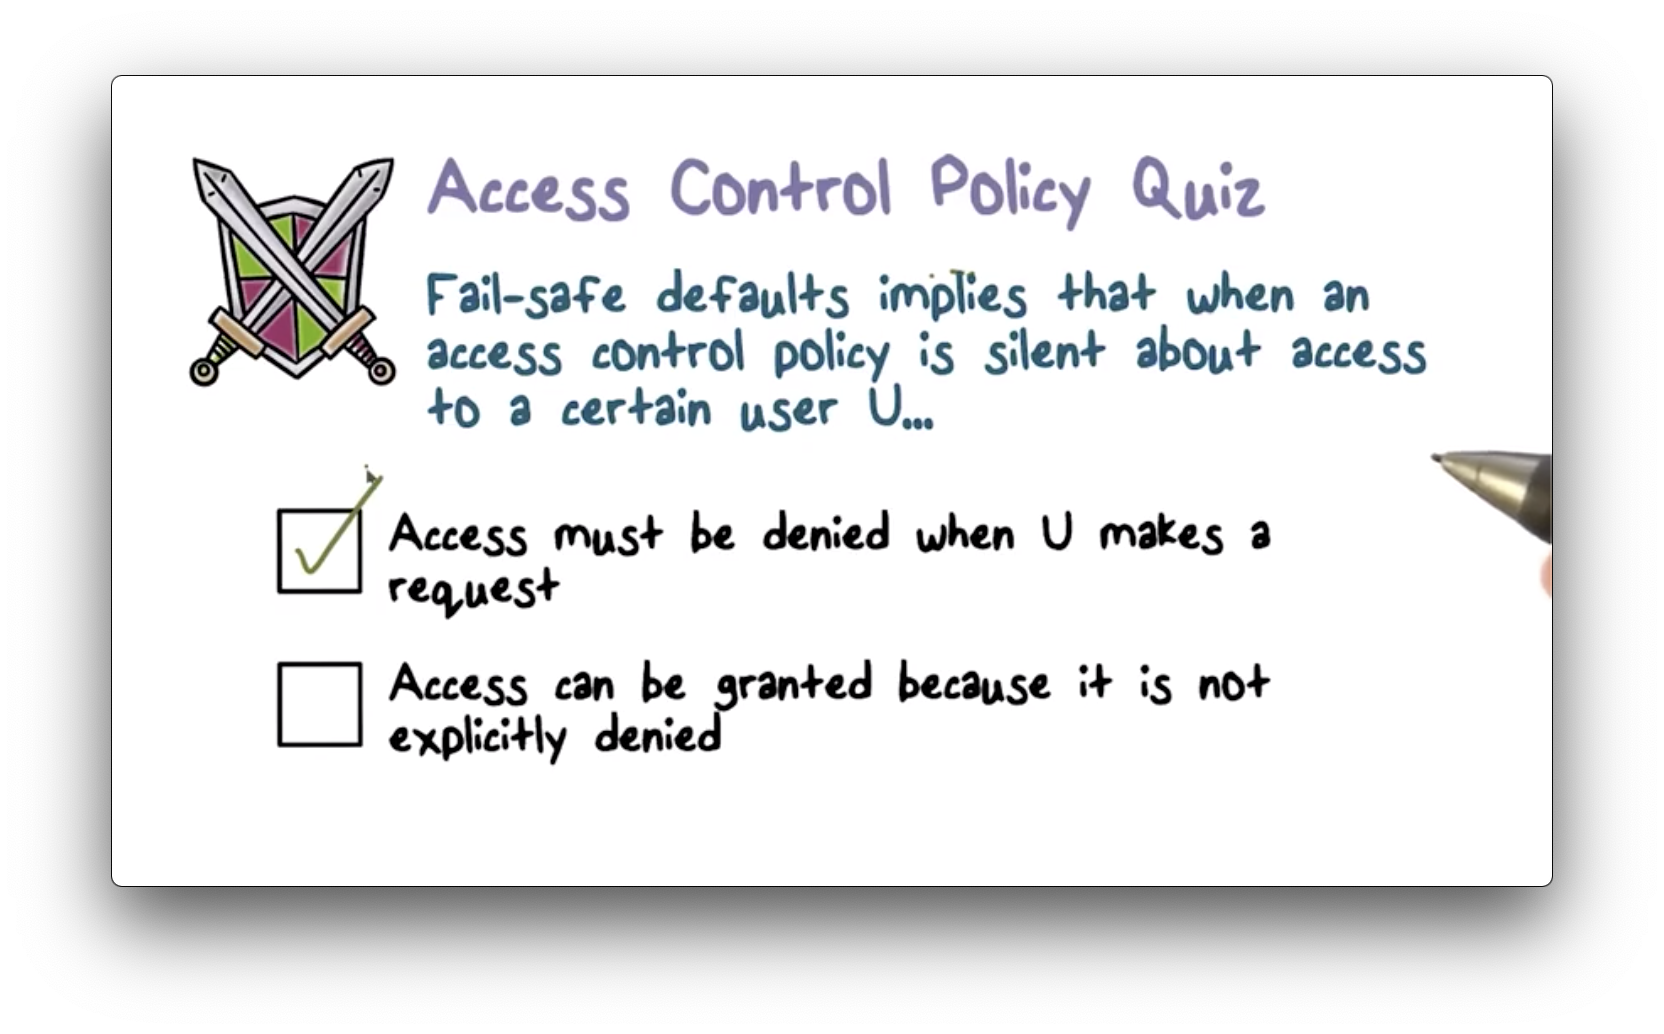 Access Control Policy Quiz
Fail-safe defaults implies that when an
access control policy is silent about access
to a certain user U...
Access must be denied when U makes a
request
Access can be granted because it is not
explicitly denied